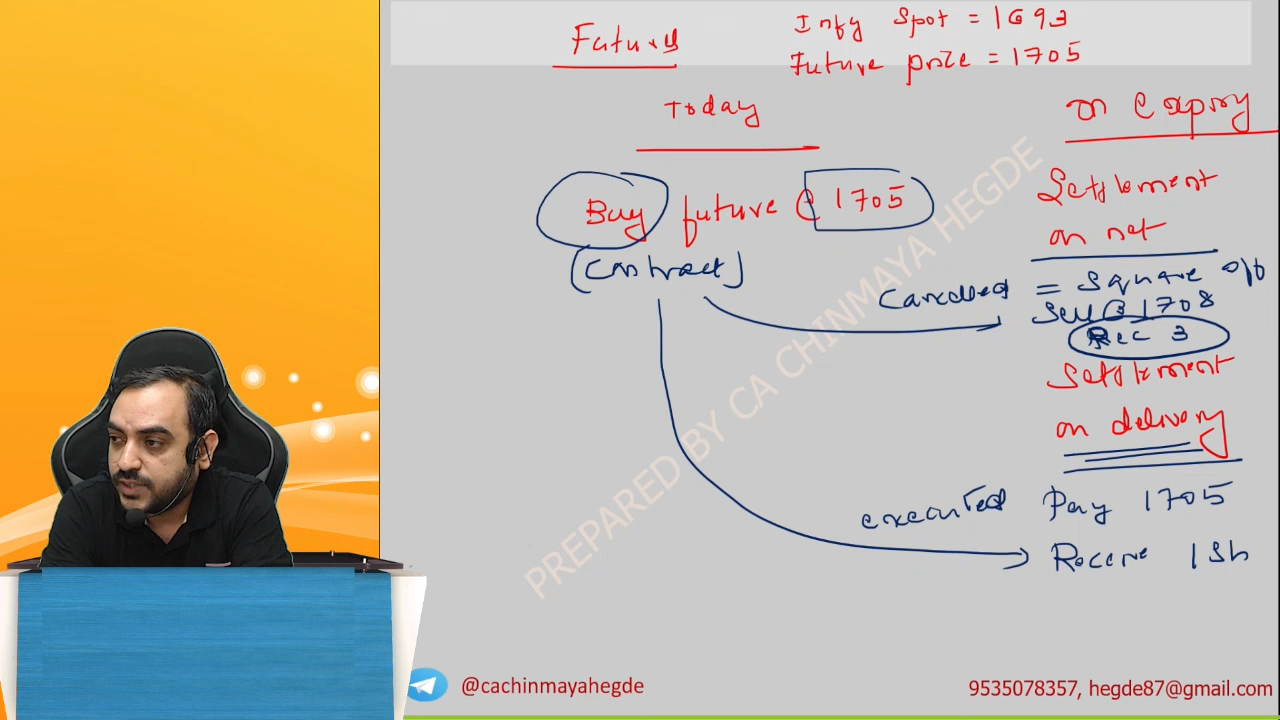 Futures
Infy Spot = 1693
Future price = 1705
Today
on Expiry
Buy future @ 1705
(Contract)
Settlement
on net
= Square off
Sell @ 1708
Rec 3
Cancelled
Settlement
on delivery
executed
Pay 1705
Receive 1 Sh
PREPARED BY CA CHINMAYA HEGDE
@cachinmayahegde
9535078357, hegde87@gmail.com